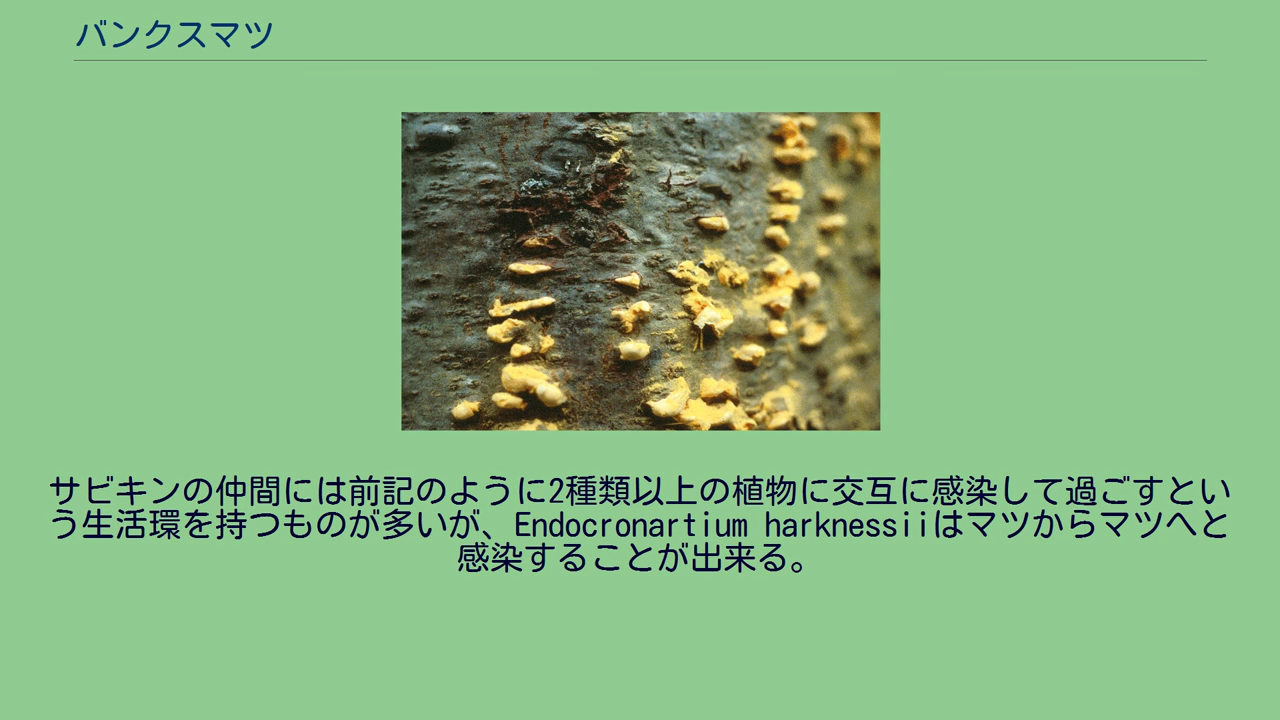 バンクスマツ
サビキンの仲間には前記のように2種類以上の植物に交互に感染して過ごすとい
う生活環を持つものが多いが、Endocronartium harknessiiはマツからマツへと
感染することが出来る。